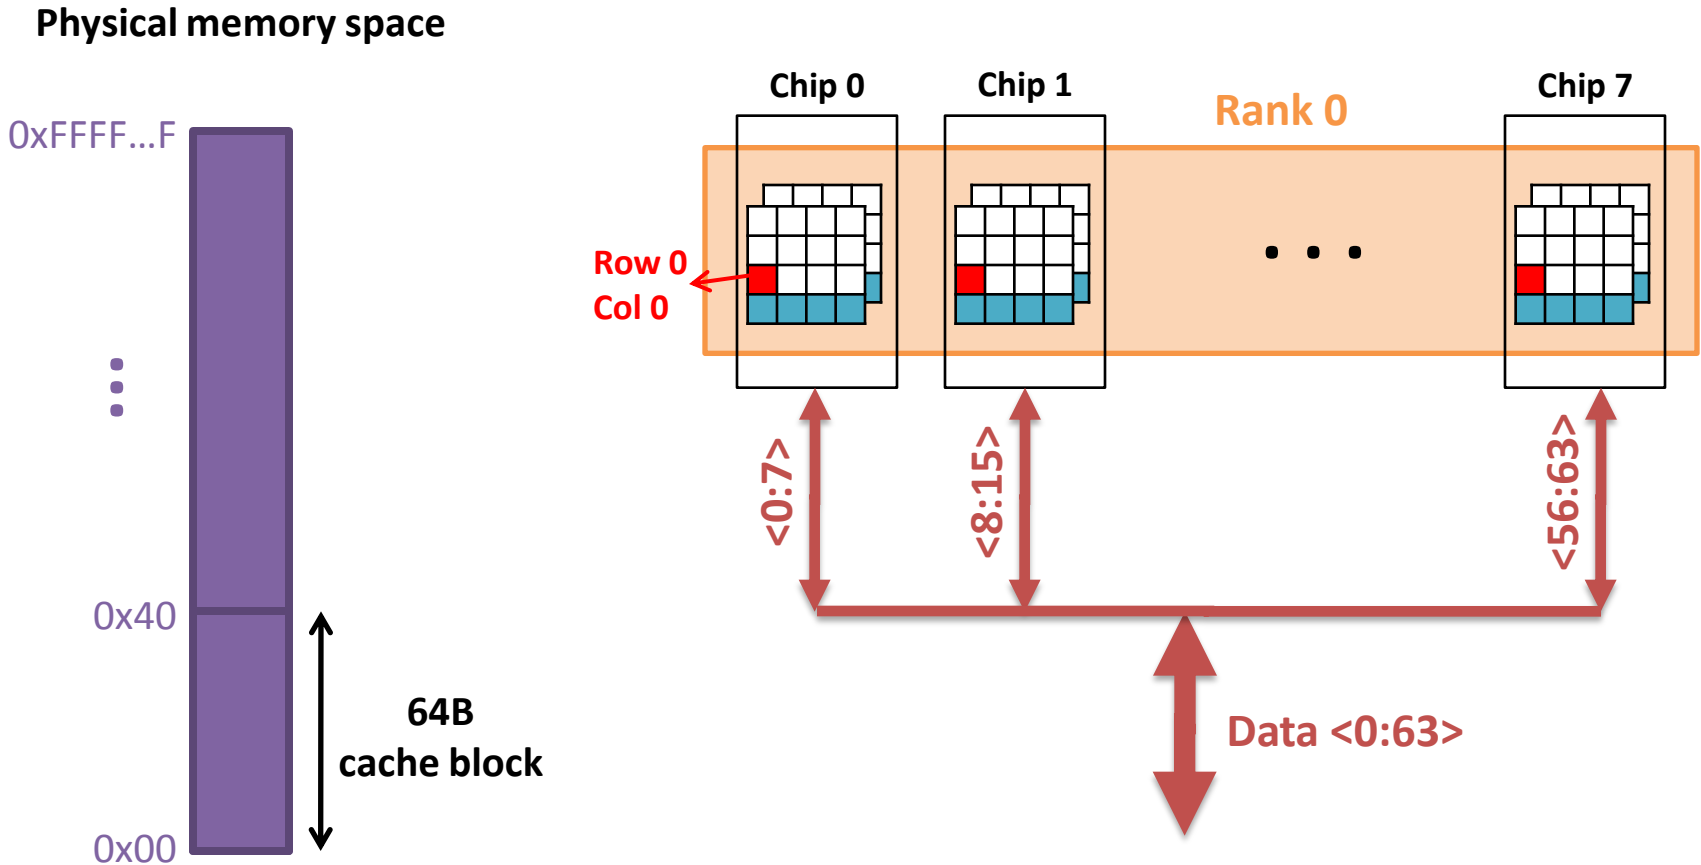 Physical memory space
0xFFFF...F
0x40
64B
cache block
0x00
Chip 0
Chip 1
Rank 0
Chip 7
Row 0
Col 0
. . .
<0:7>
<8:15>
<56:63>
Data <0:63>